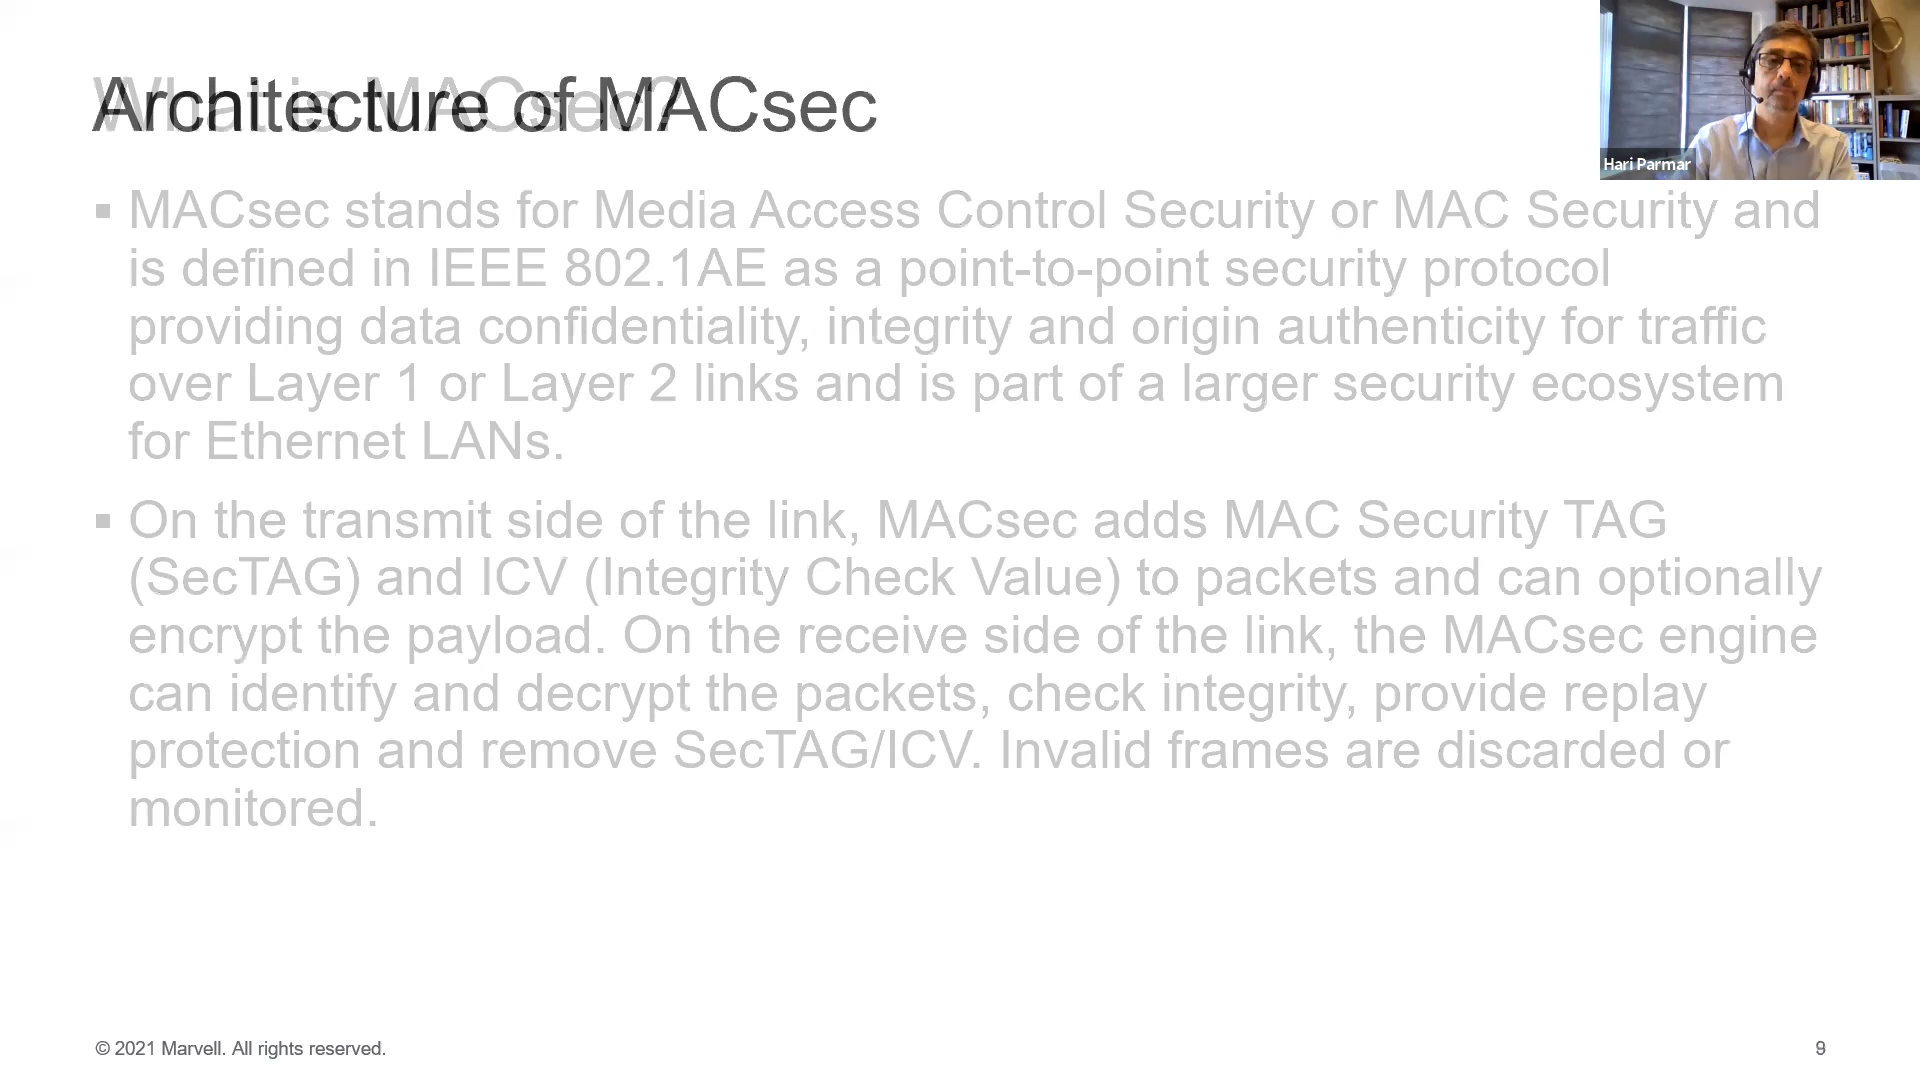 What is MACsec?
Architecture of MACsec
Hari Parmar
▪ MACsec stands for Media Access Control Security or MAC Security and
is defined in IEEE 802.1AE as a point-to-point security protocol
providing data confidentiality, integrity and origin authenticity for traffic
over Layer 1 or Layer 2 links and is part of a larger security ecosystem
for Ethernet LANs.
▪ On the transmit side of the link, MACsec adds MAC Security TAG
(SecTAG) and ICV (Integrity Check Value) to packets and can optionally
encrypt the payload. On the receive side of the link, the MACsec engine
can identify and decrypt the packets, check integrity, provide replay
protection and remove SecTAG/ICV. Invalid frames are discarded or
monitored.
© 2021 Marvell. All rights reserved.
9